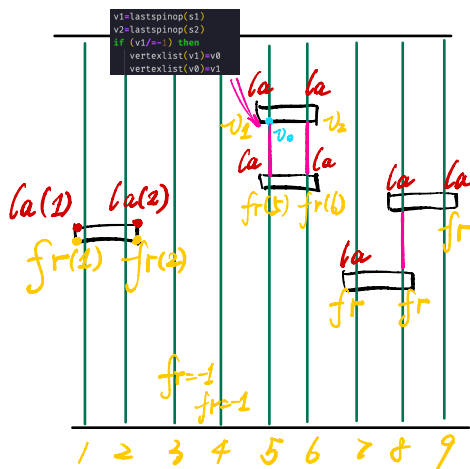 v1=lastspinop(s1)
v2=lastspinop(s2)
if (v1/=-1) then
vertexlist(v1)=v0
vertexlist(v0)=v1
la la
v1 v0 v2
la la
fr(5) fr(6)
la la
fr
la(1) la(2)
fr(1) fr(2)
la
fr fr
fr=-1
fr=-1
1 2 3 4 5 6 7 8 9